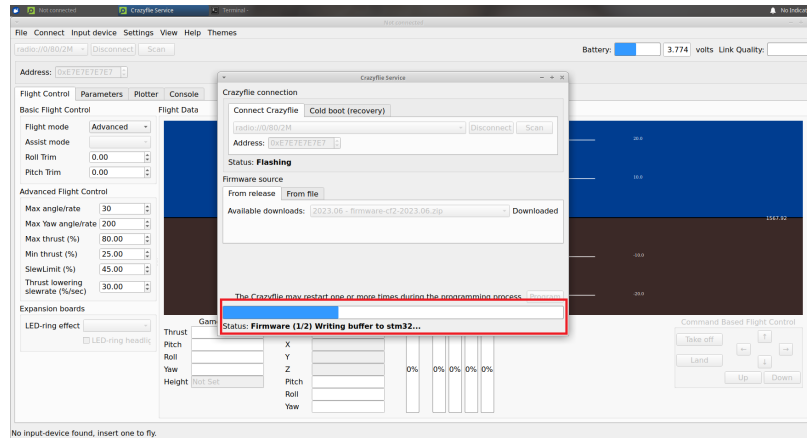 Not connected
Crazyflie Service
Terminal -
No Indicat
Not connected
File Connect Input device Settings View Help Themes
radio://0/80/2M Disconnect Scan
Battery: 3.774 volts Link Quality:
Address: 0xE7E7E7E7E7
Flight Control Parameters Plotter Console
Basic Flight Control
Flight mode Advanced
Assist mode
Roll Trim 0.00
Pitch Trim 0.00
Advanced Flight Control
Max angle/rate 30
Max Yaw angle/rate 200
Max thrust (%) 80.00
Min thrust (%) 25.00
SlewLimit (%) 45.00
Thrust lowering
slewrate (%/sec) 30.00
Expansion boards
LED-ring effect
LED-ring headlig
Flight Data
Crazyflie Service
Crazyflie connection
Connect Crazyflie Cold boot (recovery)
radio://0/80/2M Disconnect Scan
Address: 0xE7E7E7E7E7
Status: Flashing
Firmware source
From release From file
Available downloads: 2023.06 - firmware-cf2-2023.06.zip Downloaded
The Crazyflie may restart one or more times during the programming process
Status: Firmware (1/2) Writing buffer to stm32...
20.0
10.0
1567.92
-10.0
-20.0
Gam
Thrust
Pitch
Roll
Yaw
Height Not Set
X
Y
Z
Pitch
Roll
Yaw
0% 0% 0% 0% 0%
Command Based Flight Control
Take off
Land
↑
← →
↓
Up Down
No input-device found, insert one to fly.